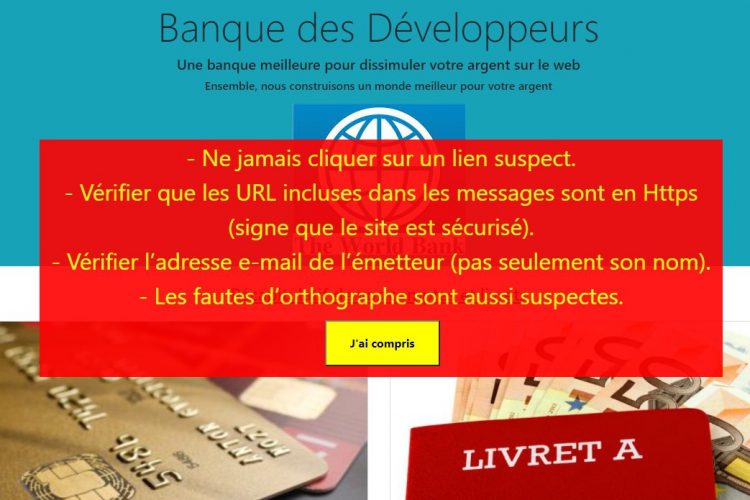 Banque des Développeurs
Une banque meilleure pour dissimuler votre argent sur le web
Ensemble, nous construisons un monde meilleur pour votre argent
- Ne jamais cliquer sur un lien suspect.
- Vérifier que les URL incluses dans les messages sont en Https
(signe que le site est sécurisé).
The World Bank
- Vérifier l’adresse e-mail de l’émetteur (pas seulement son nom).
- Les fautes d’orthographe sont aussi suspectes.
J'ai compris
5486
ANTON
LIVRET A